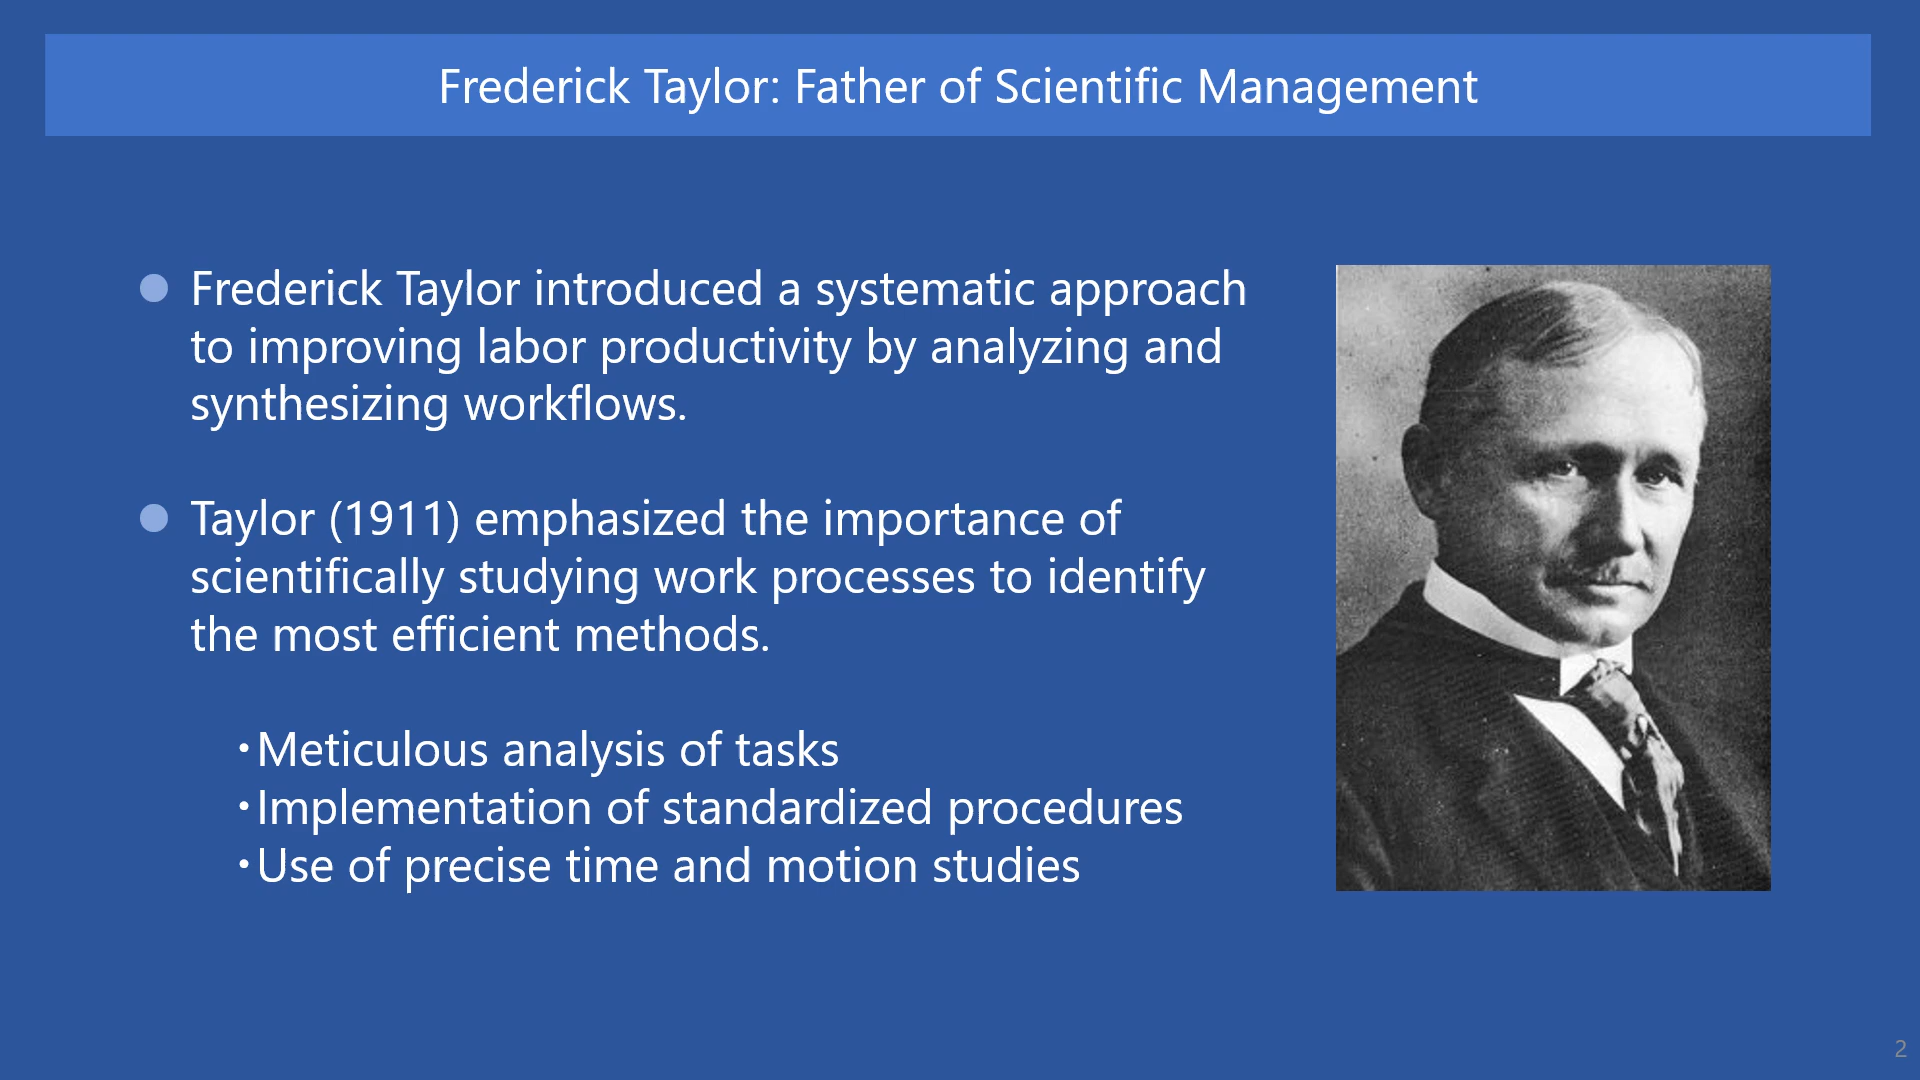 Frederick Taylor: Father of Scientific Management
Frederick Taylor introduced a systematic approach
to improving labor productivity by analyzing and
synthesizing workflows.
Taylor (1911) emphasized the importance of
scientifically studying work processes to identify
the most efficient methods.
・Meticulous analysis of tasks
・Implementation of standardized procedures
・Use of precise time and motion studies
2